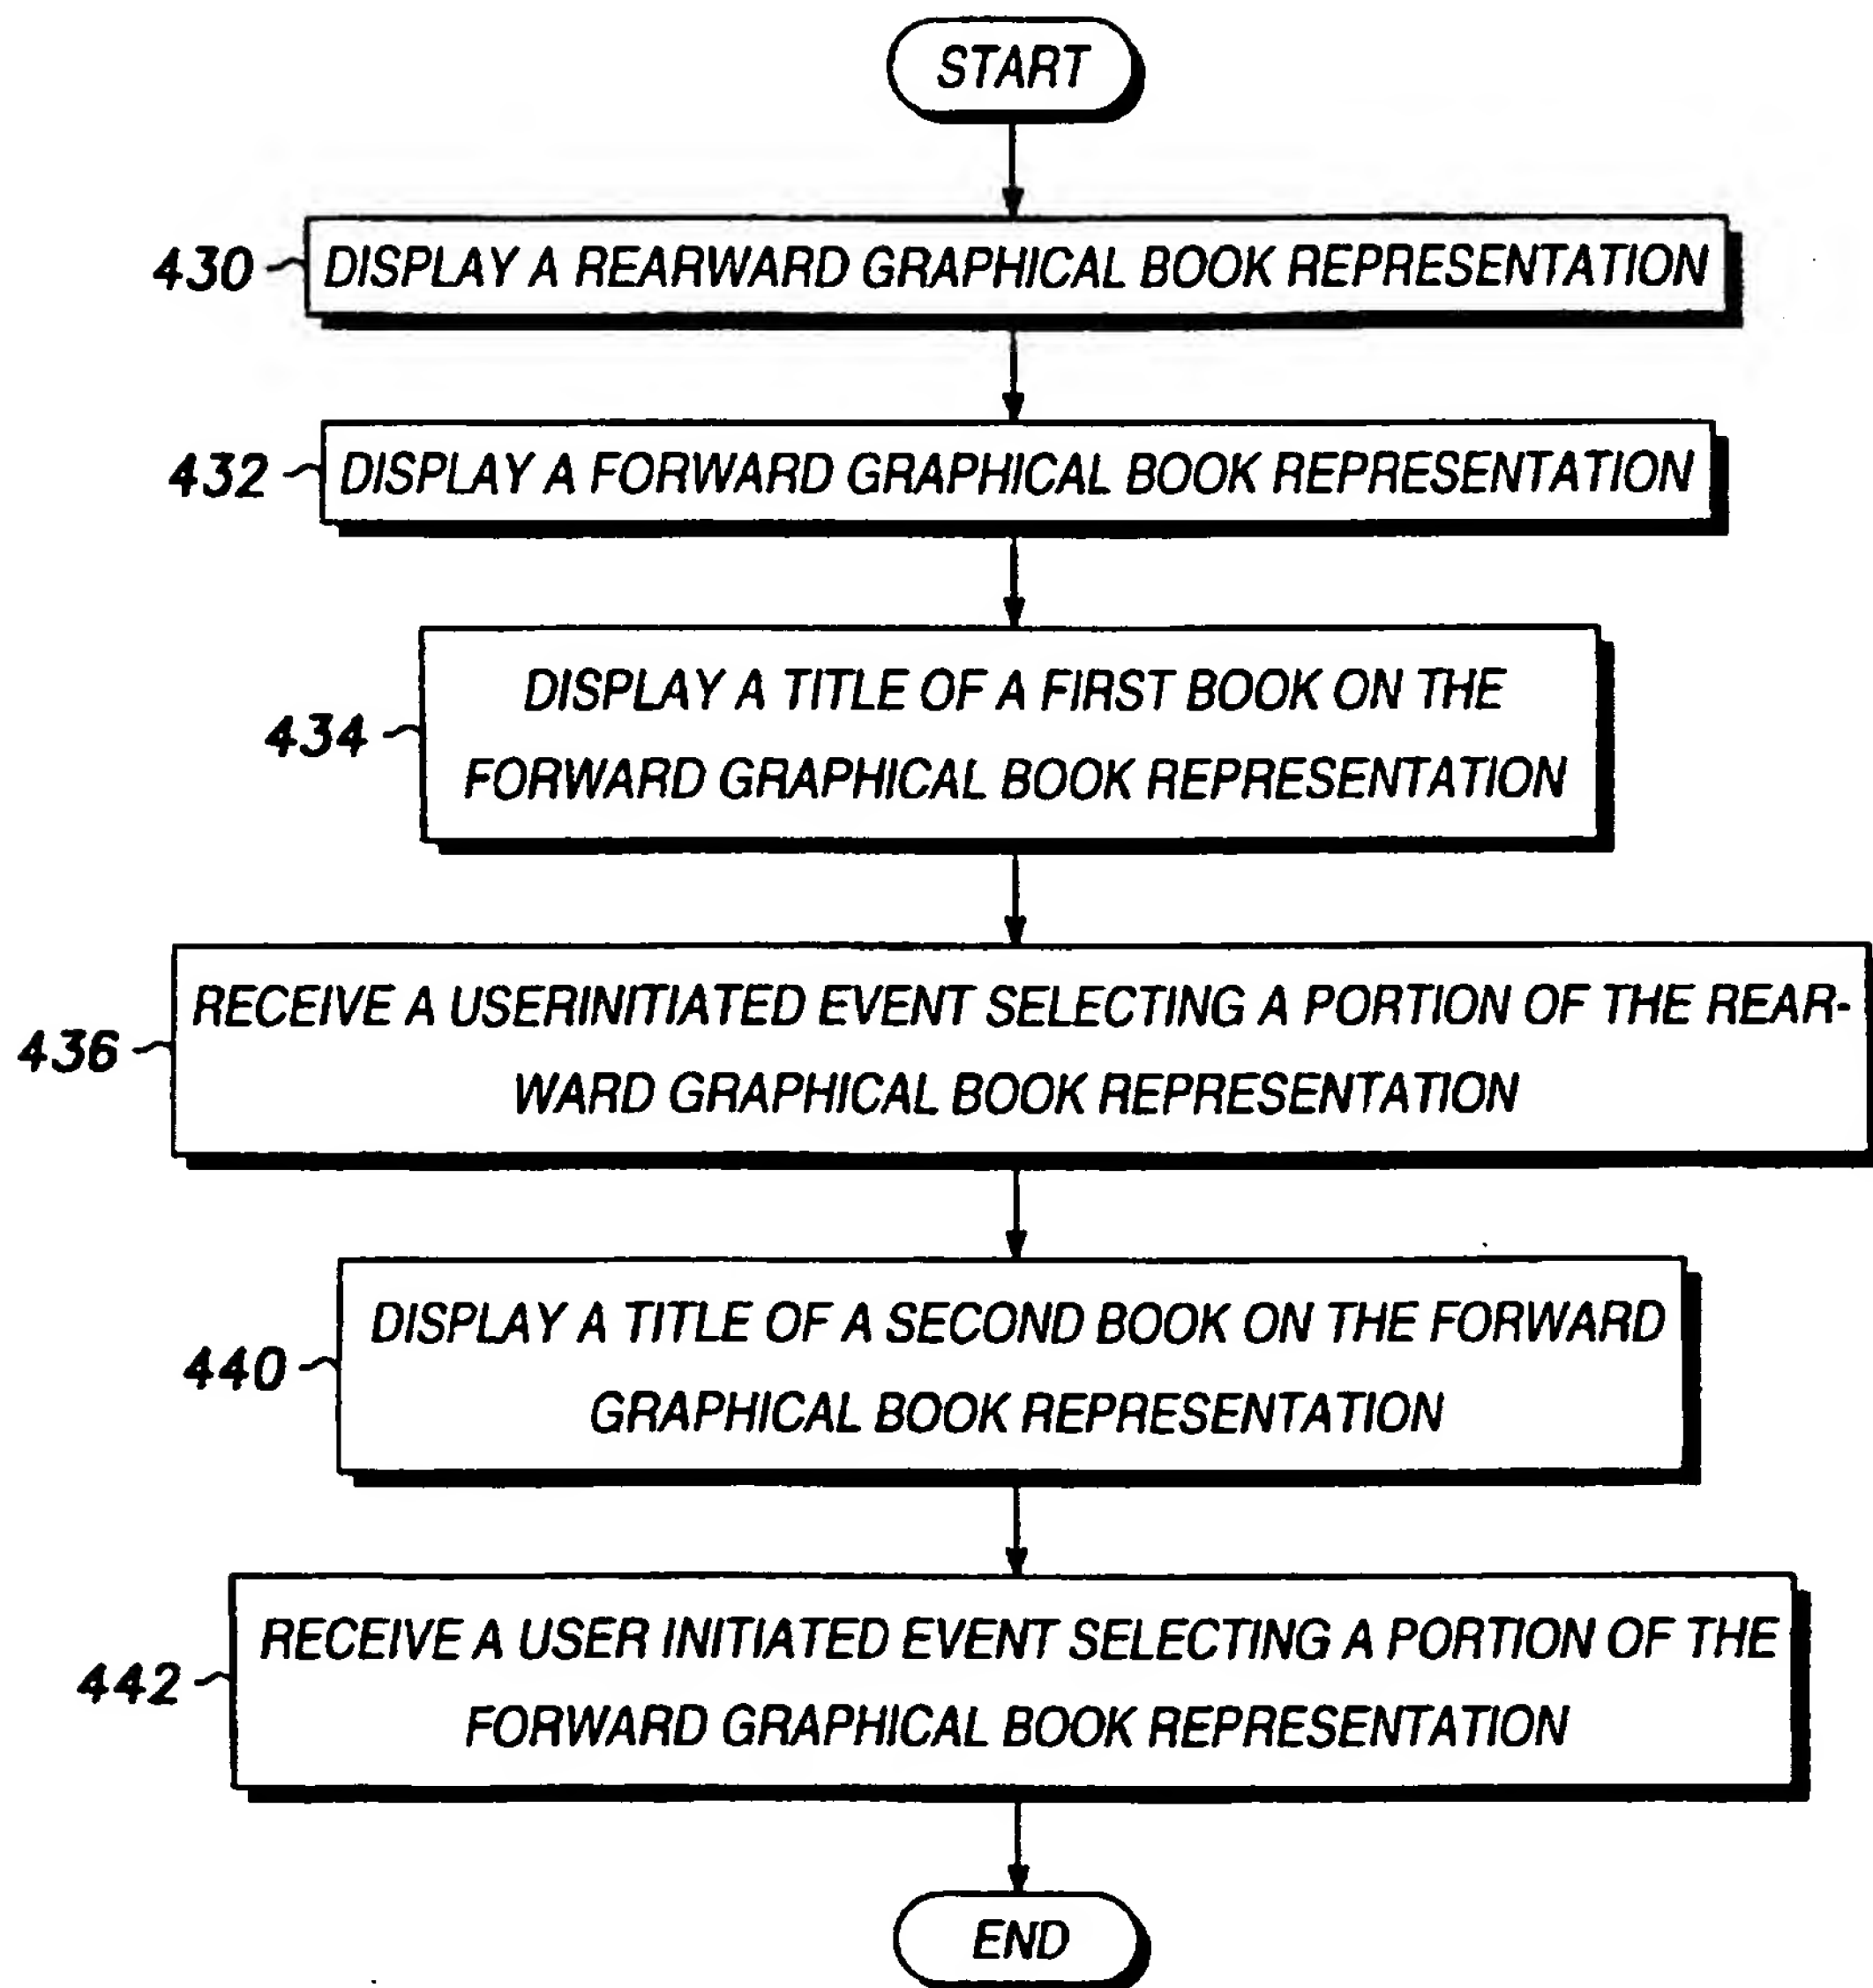 START
430 DISPLAY A REARWARD GRAPHICAL BOOK REPRESENTATION
432 DISPLAY A FORWARD GRAPHICAL BOOK REPRESENTATION
DISPLAY A TITLE OF A FIRST BOOK ON THE
434
FORWARD GRAPHICAL BOOK REPRESENTATION
RECEIVE A USERINITIATED EVENT SELECTING A PORTION OF THE REAR-
436
WARD GRAPHICAL BOOK REPRESENTATION
DISPLAY A TITLE OF A SECOND BOOK ON THE FORWARD
440
GRAPHICAL BOOK REPRESENTATION
RECEIVE A USER INITIATED EVENT SELECTING A PORTION OF THE
442
FORWARD GRAPHICAL BOOK REPRESENTATION
END